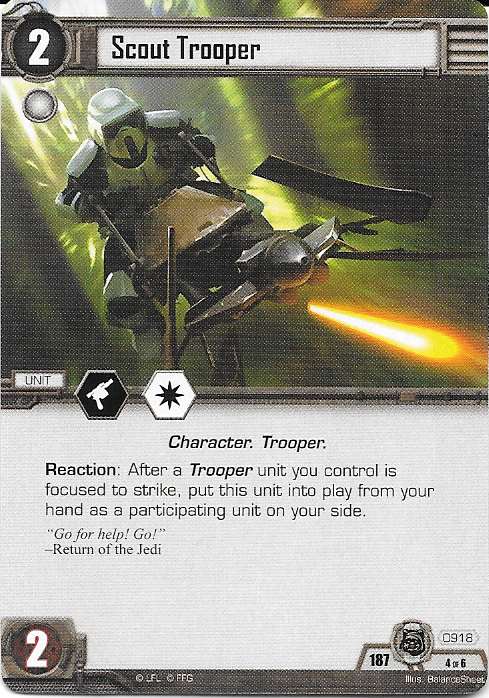 2
Scout Trooper
UNIT
Character. Trooper.
Reaction: After a Trooper unit you control is
focused to strike, put this unit into play from your
hand as a participating unit on your side.
“Go for help! Go!”
–Return of the Jedi
2
0918
187
4 OF 6
© LFL © FFG
Illus. BalanceSheet